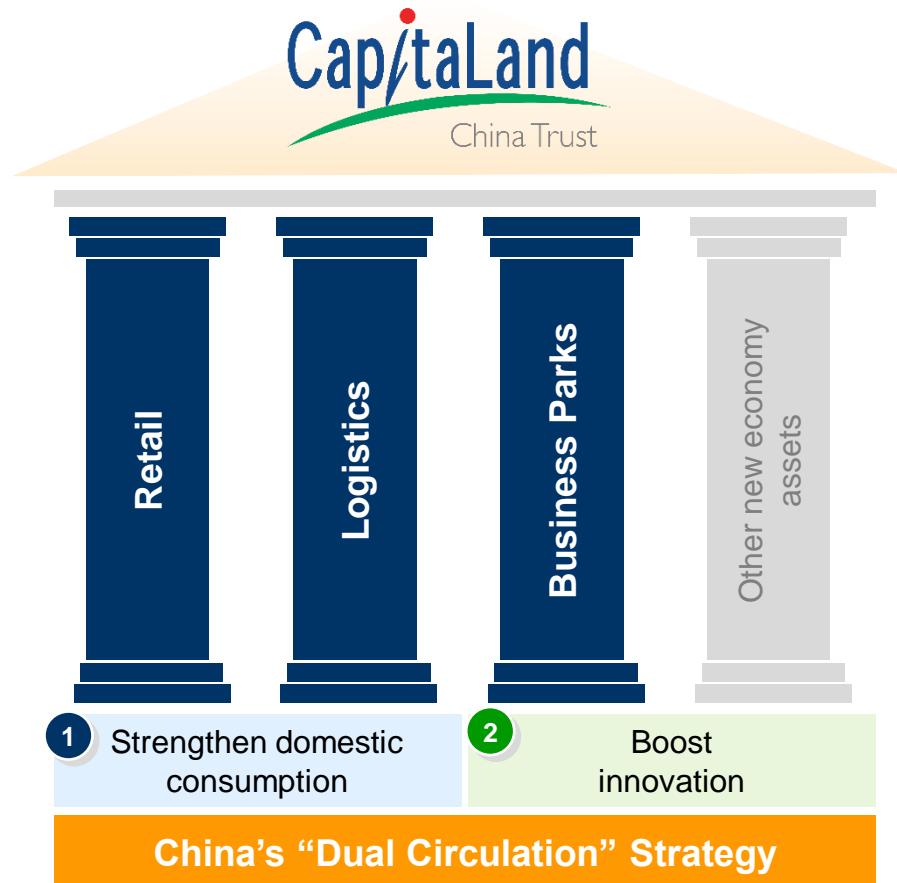 CapitaLand
China Trust
Retail
Logistics
Business Parks
Other new economy
assets
1
Strengthen domestic
consumption
2
Boost
innovation
China’s “Dual Circulation” Strategy